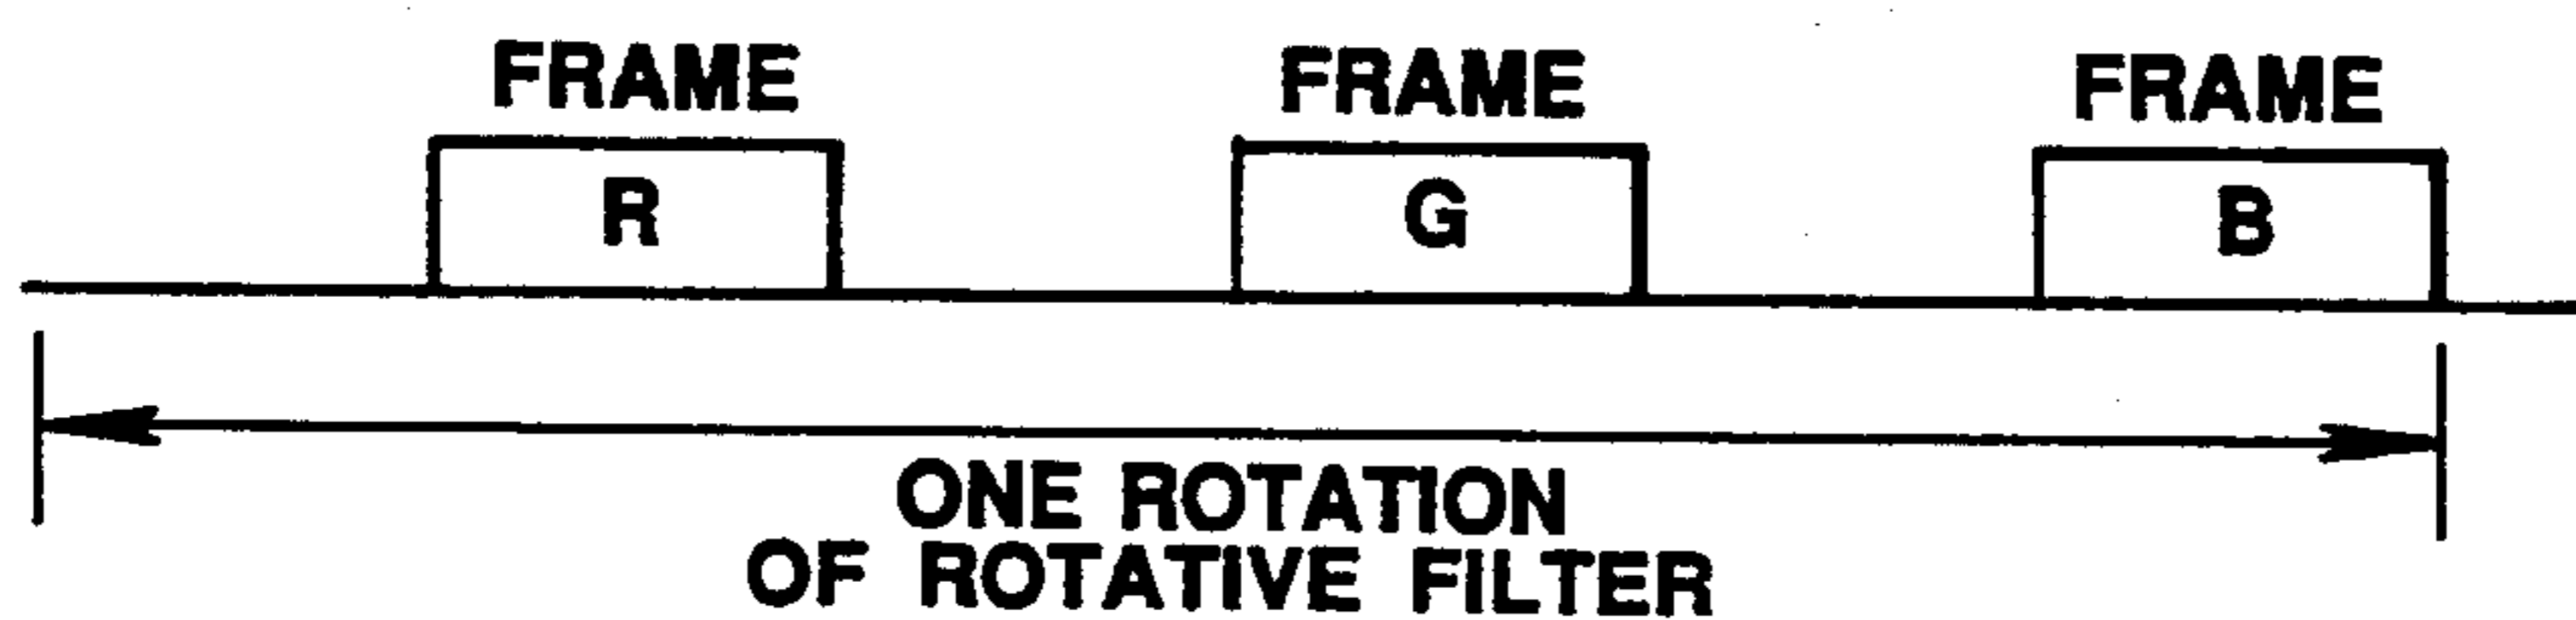 FRAME FRAME FRAME
R G B
ONE ROTATION
OF ROTATIVE FILTER